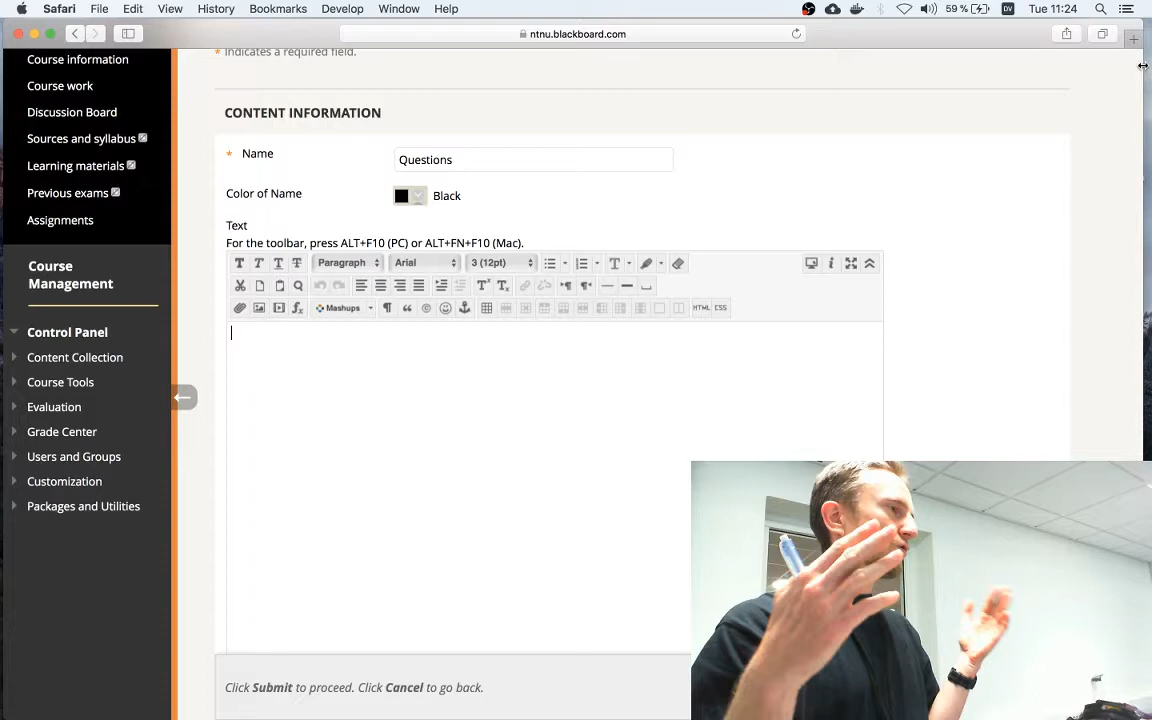 Safari File Edit View History Bookmarks Develop Window Help 59 % DV Tue 11:24
ntnu.blackboard.com
* Indicates a required field.
Course information
Course work
Discussion Board
Sources and syllabus
Learning materials
Previous exams
Assignments
Course
Management
Control Panel
Content Collection
Course Tools
Evaluation
Grade Center
Users and Groups
Customization
Packages and Utilities
CONTENT INFORMATION
* Name Questions
Color of Name Black
Text
For the toolbar, press ALT+F10 (PC) or ALT+FN+F10 (Mac).
T T T T Paragraph Arial 3 (12pt) T
Mashups HTML CSS
Click Submit to proceed. Click Cancel to go back.